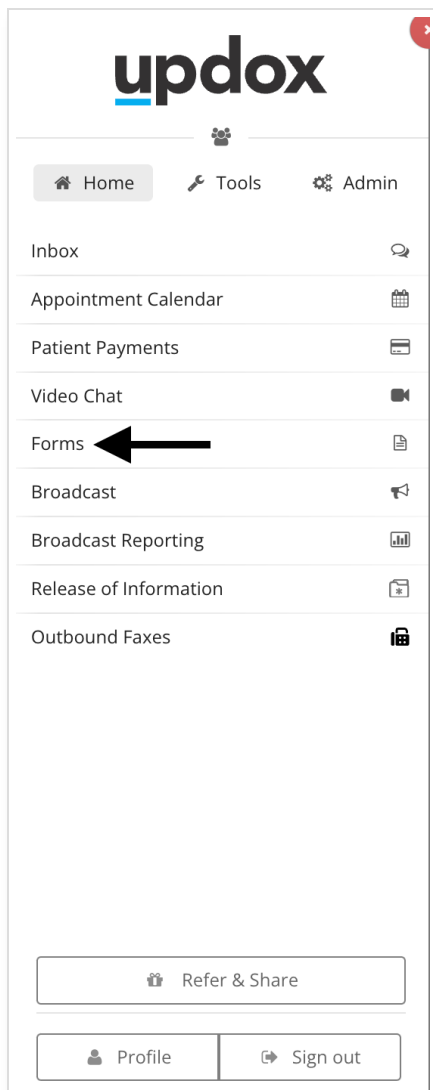 updox
Home Tools Admin
Inbox
Appointment Calendar
Patient Payments
Video Chat
Forms
Broadcast
Broadcast Reporting
Release of Information
Outbound Faxes
Refer & Share
Profile Sign out